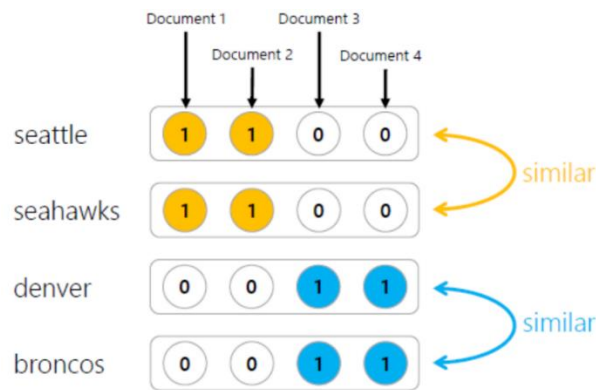 Document 1
Document 3
Document 2
Document 4
seattle 1 1 0 0
similar
seahawks 1 1 0 0
denver 0 0 1 1
similar
broncos 0 0 1 1